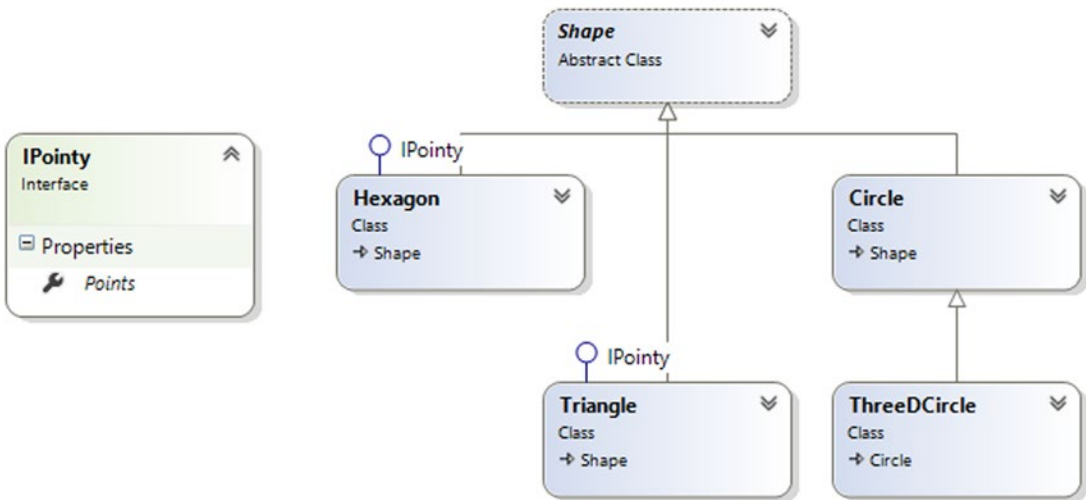 Shape
Abstract Class
IPointy
Interface
Properties
Points
IPointy
Hexagon
Class
Shape
Circle
Class
Shape
IPointy
Triangle
Class
Shape
ThreeDCircle
Class
Circle